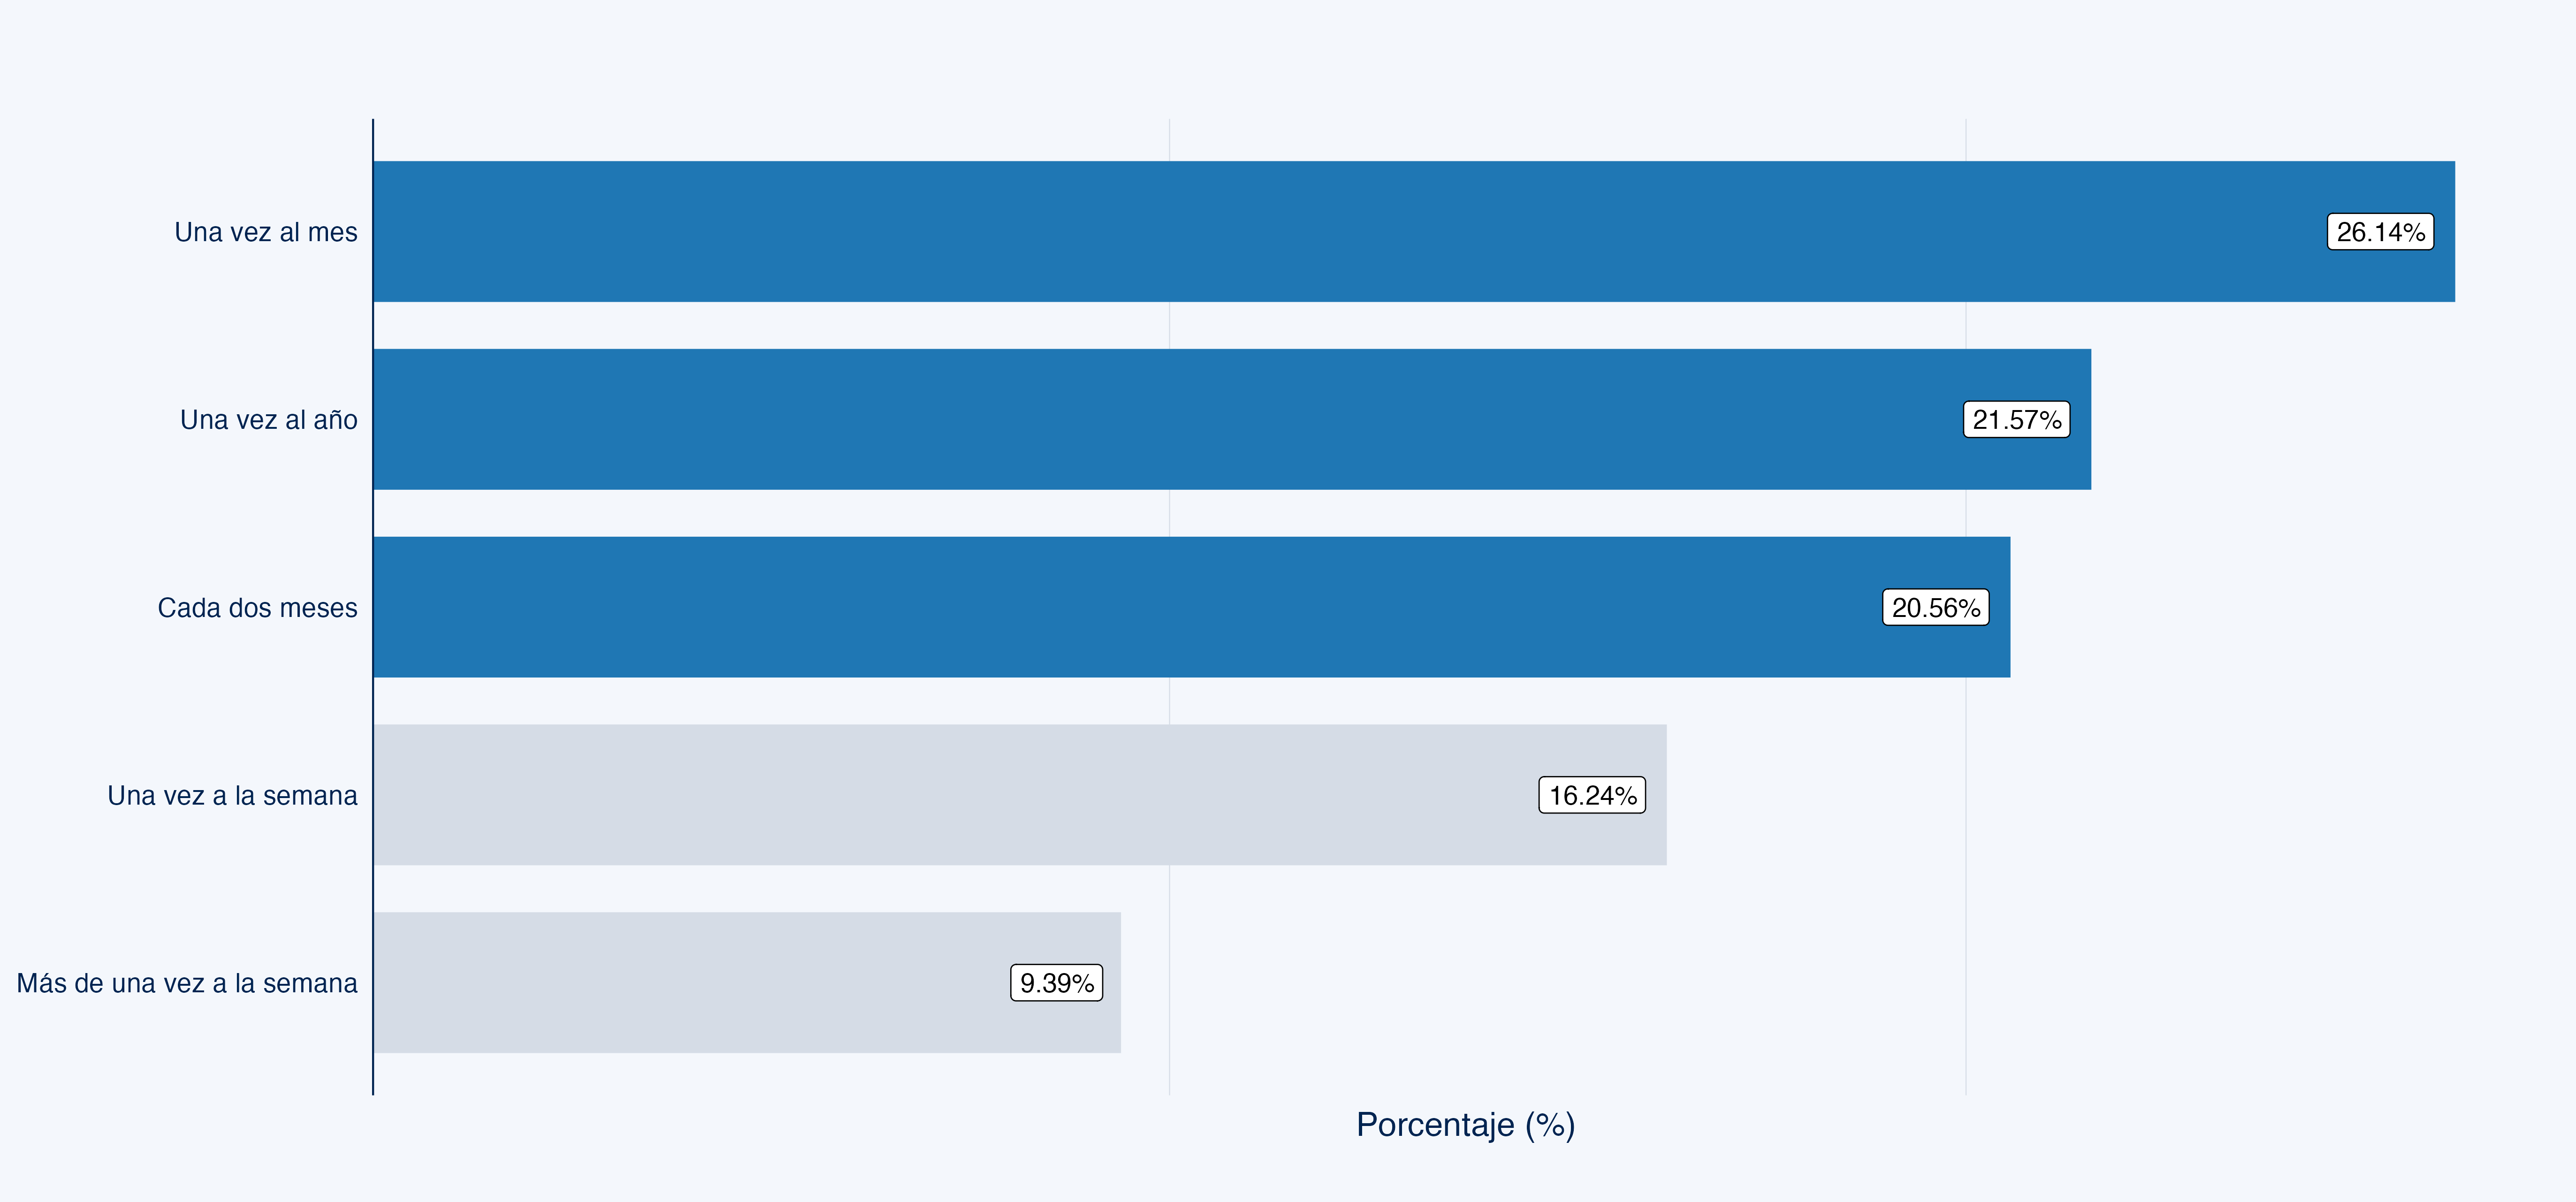 Una vez al mes
26.14%
Una vez al año
21.57%
Cada dos meses
20.56%
Una vez a la semana
16.24%
Más de una vez a la semana
9.39%
Porcentaje (%)